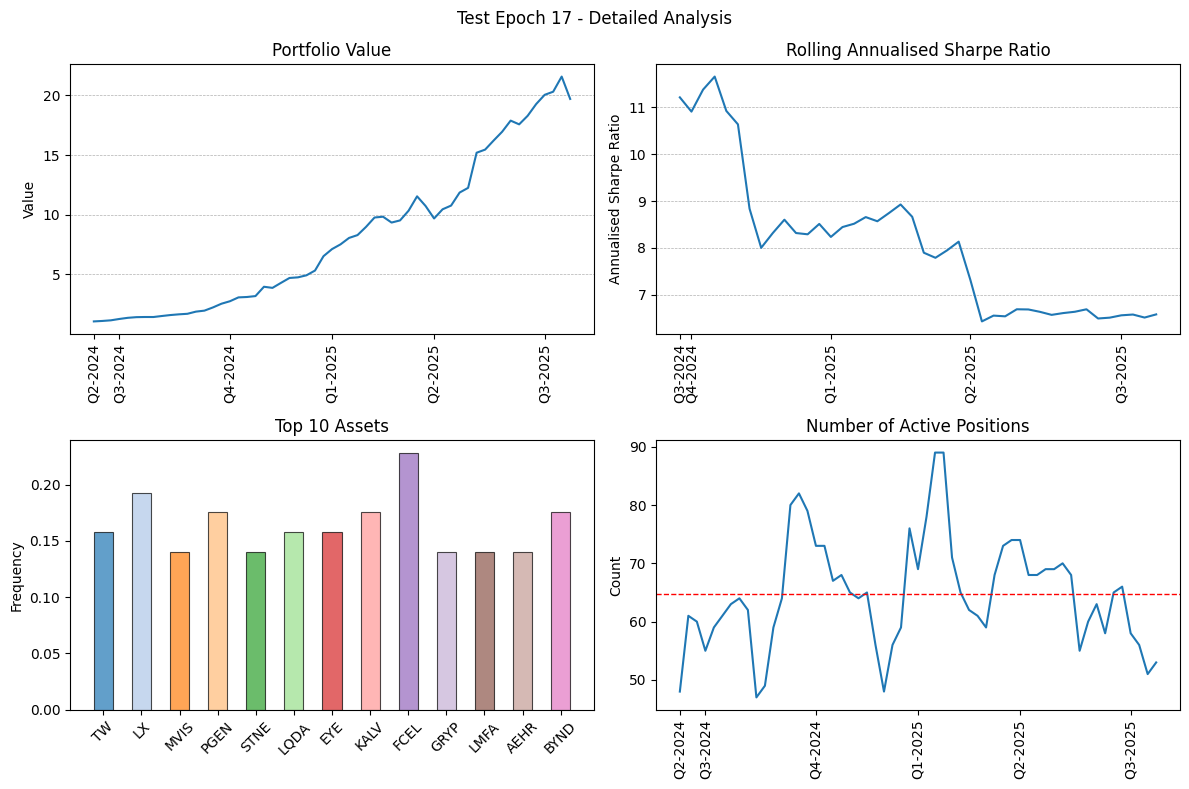 Test Epoch 17 - Detailed Analysis
Portfolio Value
Value
20
15
10
5
Q2-2024
Q3-2024
Q4-2024
Q1-2025
Q2-2025
Q3-2025
Rolling Annualised Sharpe Ratio
Annualised Sharpe Ratio
11
10
9
8
7
Q3-2024
Q4-2024
Q1-2025
Q2-2025
Q3-2025
Top 10 Assets
Frequency
0.20
0.15
0.10
0.05
0.00
TW
LX
MVIS
PGEN
STNE
LQDA
EYE
KALV
FCEL
GRYP
LMFA
AEHR
BYND
Number of Active Positions
Count
90
80
70
60
50
Q2-2024
Q3-2024
Q4-2024
Q1-2025
Q2-2025
Q3-2025